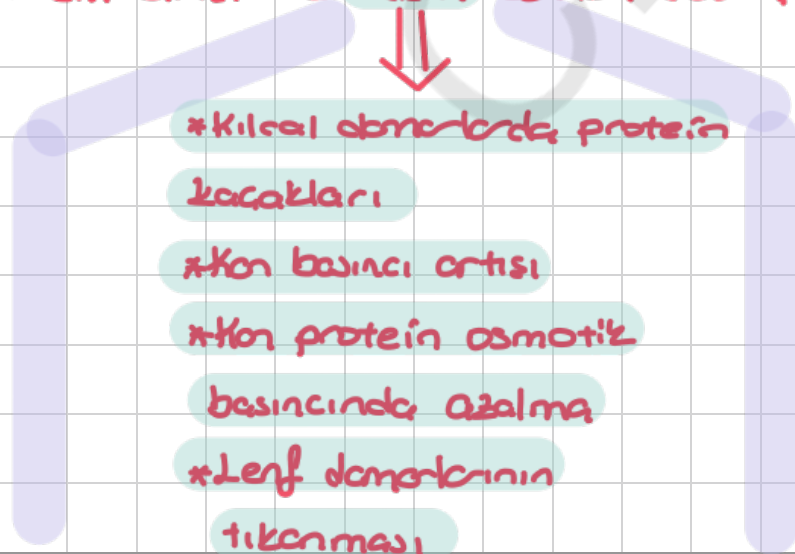 *Kılcal damarlarda protein
kaçakları
*Kan basıncı artışı
*Kan protein osmotik
basıncında azalma
*Lenf damarlarının
tıkanması